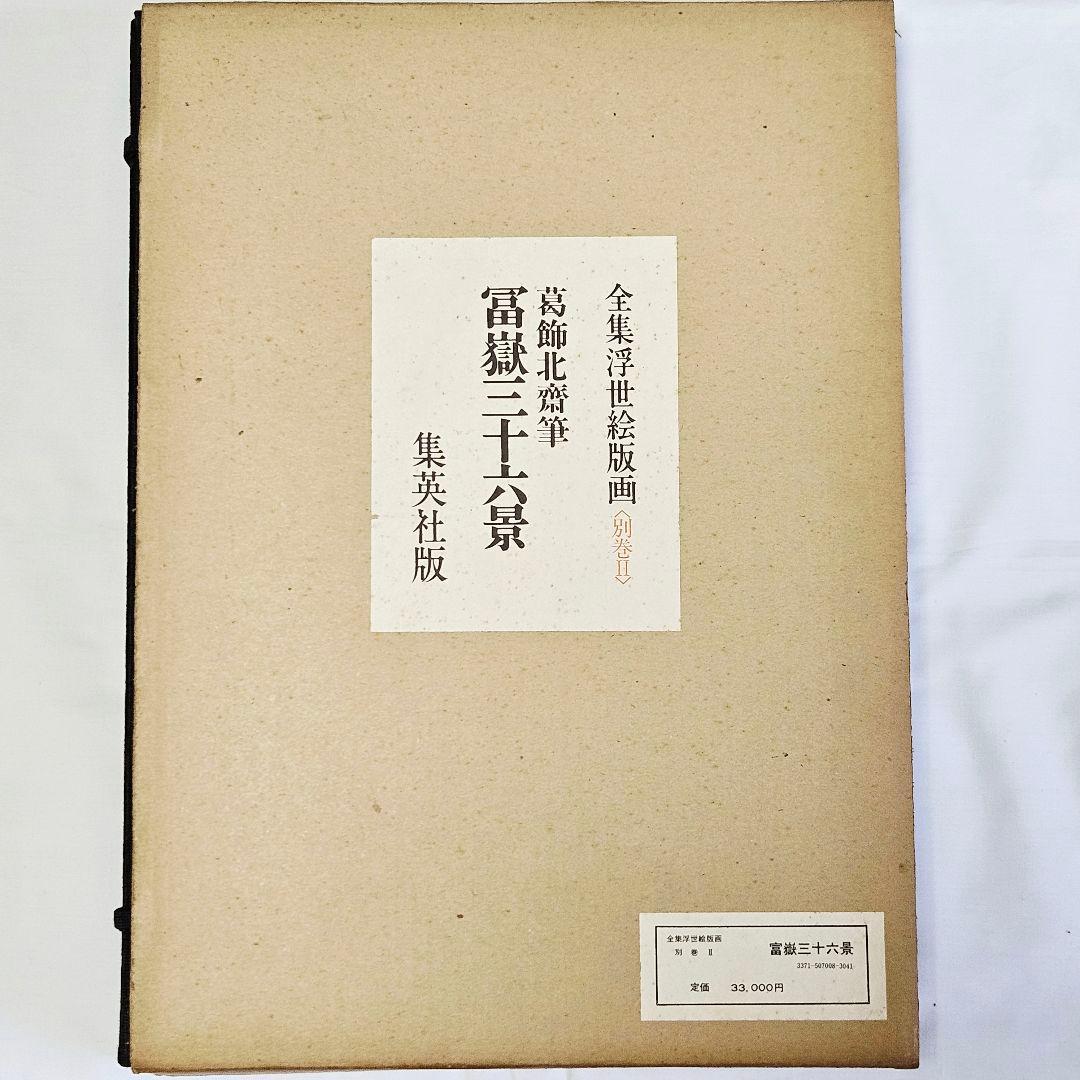 全集浮世絵版画〈別巻Ⅱ〉
葛飾北齋筆
冨嶽三十六景
集英社版
全集浮世絵版画
別巻 Ⅱ
富嶽三十六景
3371-507008-3041
定価 33,000円